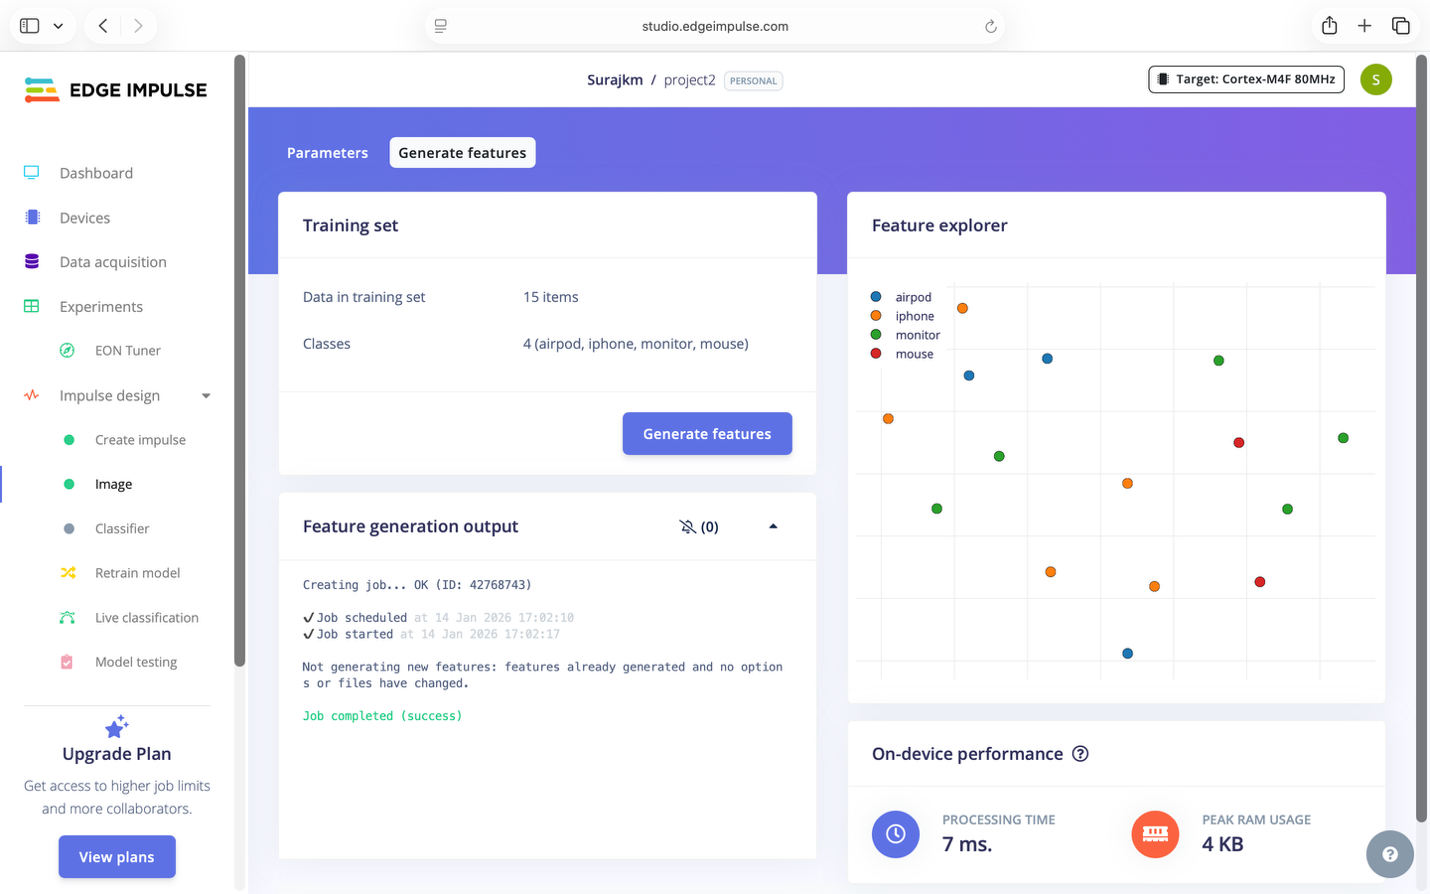 studio.edgeimpulse.com
EDGE IMPULSE
Surajkm / project2 PERSONAL
Target: Cortex-M4F 80MHz
S
Dashboard
Devices
Data acquisition
Experiments
EON Tuner
Impulse design
Create impulse
Image
Classifier
Retrain model
Live classification
Model testing
Upgrade Plan
Get access to higher job limits
and more collaborators.
View plans
Parameters
Generate features
Training set
Data in training set 15 items
Classes 4 (airpod, iphone, monitor, mouse)
Generate features
Feature generation output (0)
Creating job... OK (ID: 42768743)
Job scheduled at 14 Jan 2026 17:02:10
Job started at 14 Jan 2026 17:02:17
Not generating new features: features already generated and no option
s or files have changed.
Job completed (success)
Feature explorer
airpod
iphone
monitor
mouse
On-device performance ?
PROCESSING TIME
7 ms.
PEAK RAM USAGE
4 KB
?